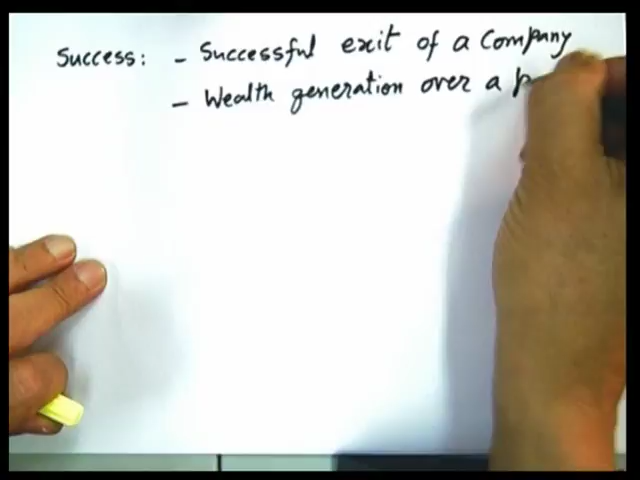 Success: - Successful exit of a Company
- Wealth generation over a